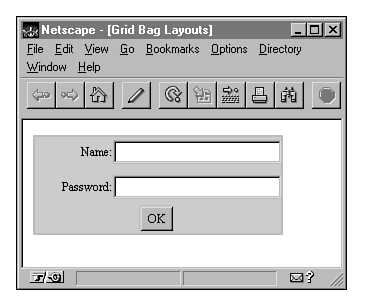 Netscape - [Grid Bag Layouts]
File Edit View Go Bookmarks Options Directory
Window Help
Name:
Password:
OK
?